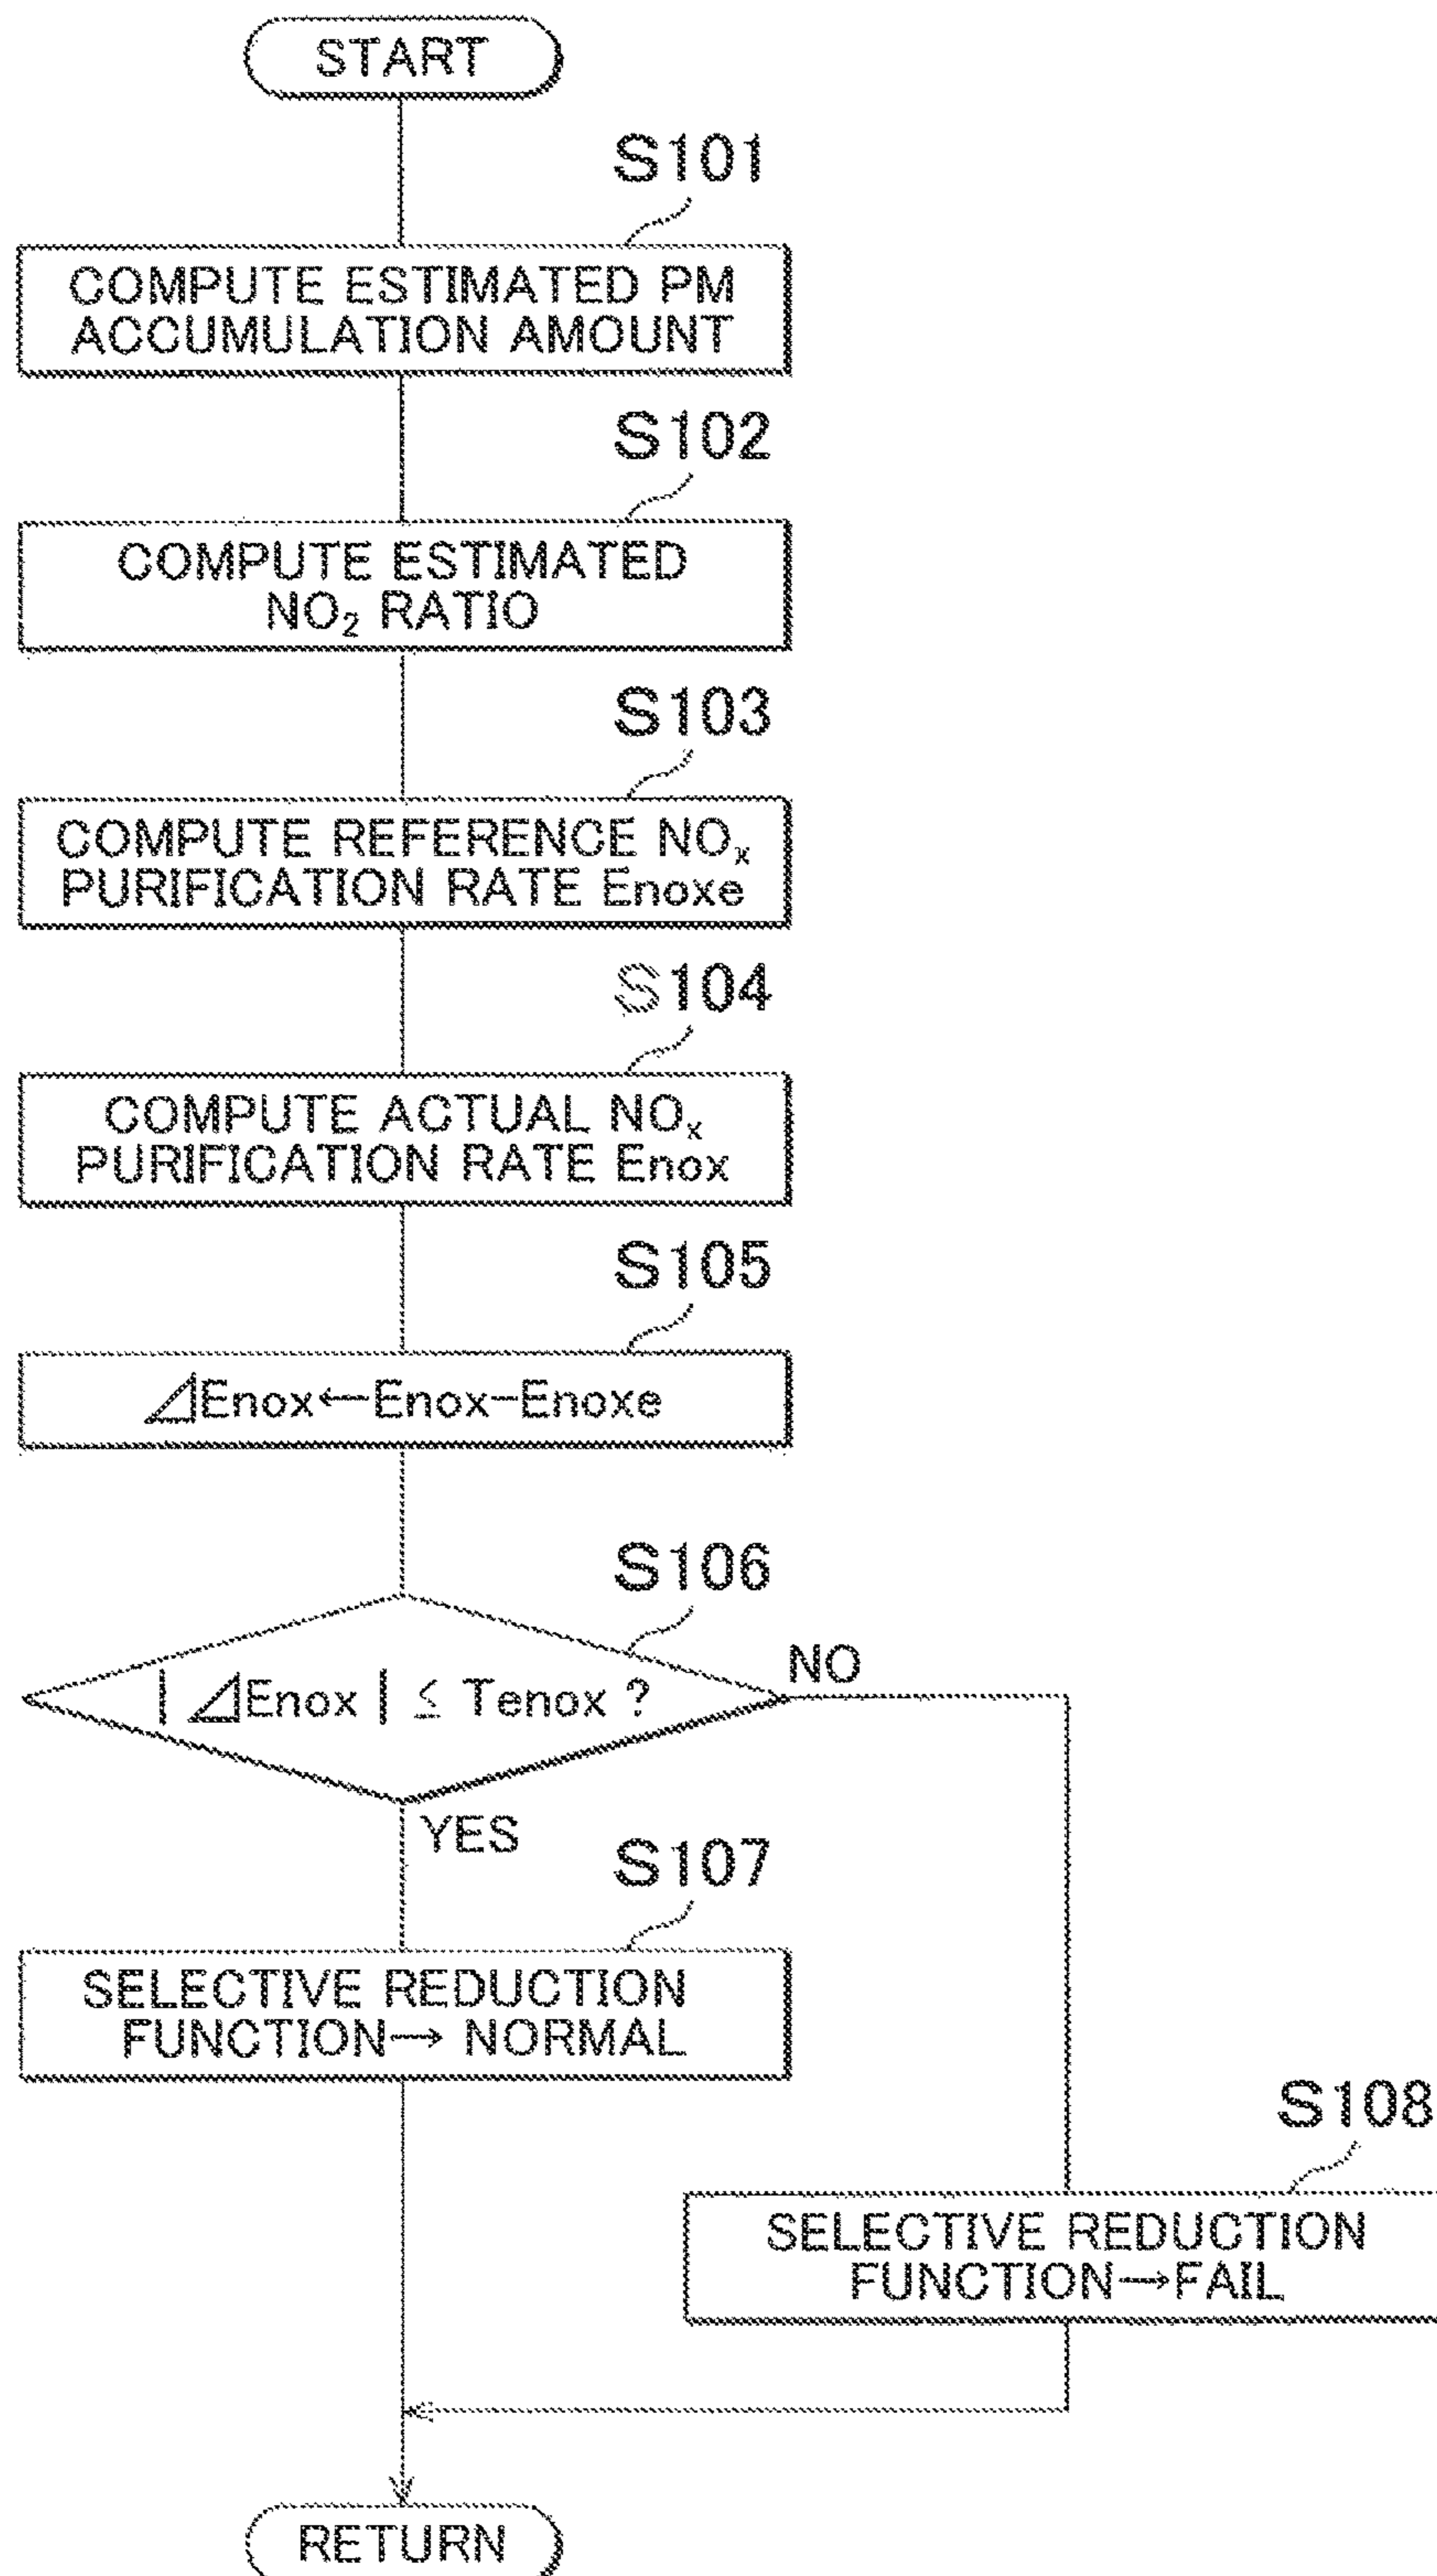 START
S101
COMPUTE ESTIMATED PM
ACCUMULATION AMOUNT
S102
COMPUTE ESTIMATED
NO₂ RATIO
S103
COMPUTE REFERENCE NOₓ
PURIFICATION RATE Enoxe
S104
COMPUTE ACTUAL NOₓ
PURIFICATION RATE Enox
S105
⊿Enox←Enox−Enoxe
S106
| ⊿Enox | ≦ Tenox ?
NO
YES
S107
SELECTIVE REDUCTION
FUNCTION→ NORMAL
S108
SELECTIVE REDUCTION
FUNCTION→FAIL
RETURN